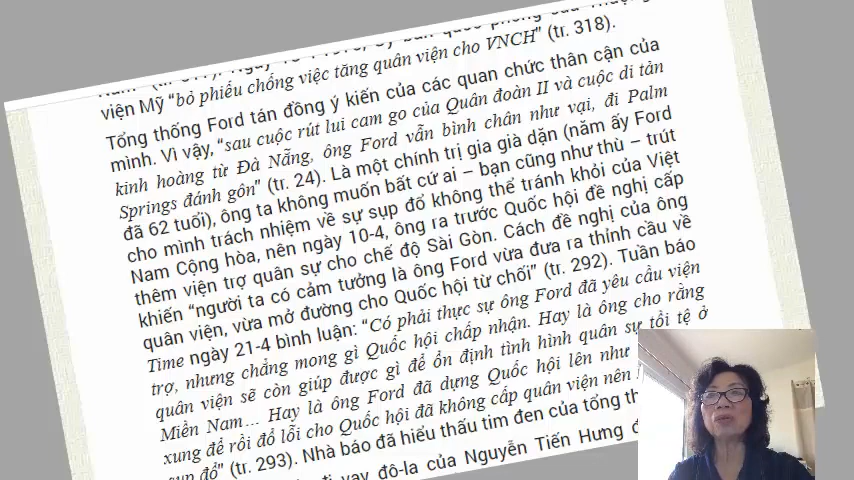 viện Mỹ “bỏ phiếu chống việc tăng quân viện cho VNCH” (tr. 318).
Tổng thống Ford tán đồng ý kiến của các quan chức thân cận của
mình. Vì vậy, “sau cuộc rút lui cam go của Quân đoàn II và cuộc di tản
kinh hoàng từ Đà Nẵng, ông Ford vẫn bình chân như vại, đi Palm
Springs đánh gôn” (tr. 24). Là một chính trị gia già dặn (năm ấy Ford
đã 62 tuổi), ông ta không muốn bất cứ ai – bạn cũng như thù – trút
cho mình trách nhiệm về sự sụp đổ không thể tránh khỏi của Việt
Nam Cộng hòa, nên ngày 10-4, ông ra trước Quốc hội đề nghị cấp
thêm viện trợ quân sự cho chế độ Sài Gòn. Cách đề nghị của ông
khiến “người ta có cảm tưởng là ông Ford vừa đưa ra thỉnh cầu về
quân viện, vừa mở đường cho Quốc hội từ chối” (tr. 292). Tuần báo
Time ngày 21-4 bình luận: “Có phải thực sự ông Ford đã yêu cầu viện
trợ, nhưng chẳng mong gì Quốc hội chấp nhận. Hay là ông cho rằng
quân viện sẽ còn giúp được gì để ổn định tình hình quân sự tồi tệ ở
Miền Nam... Hay là ông Ford đã dựng Quốc hội lên như
xung để rồi đổ lỗi cho Quốc hội đã không cấp quân viện nên
sụp đổ” (tr. 293). Nhà báo đã hiểu thấu tim đen của tổng
đi vay đô-la của Nguyễn Tiến Hưng